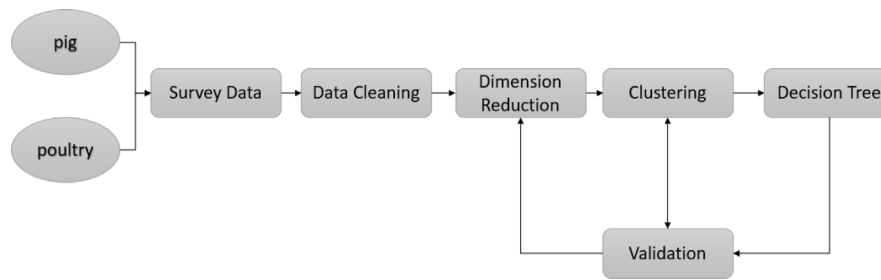 pig
poultry
Survey Data
Data Cleaning
Dimension
Reduction
Clustering
Decision Tree
Validation